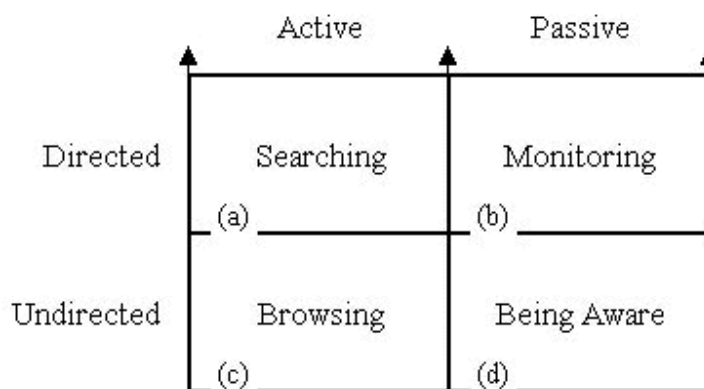 Active Passive
Directed Searching Monitoring
(a) (b)
Undirected Browsing Being Aware
(c) (d)